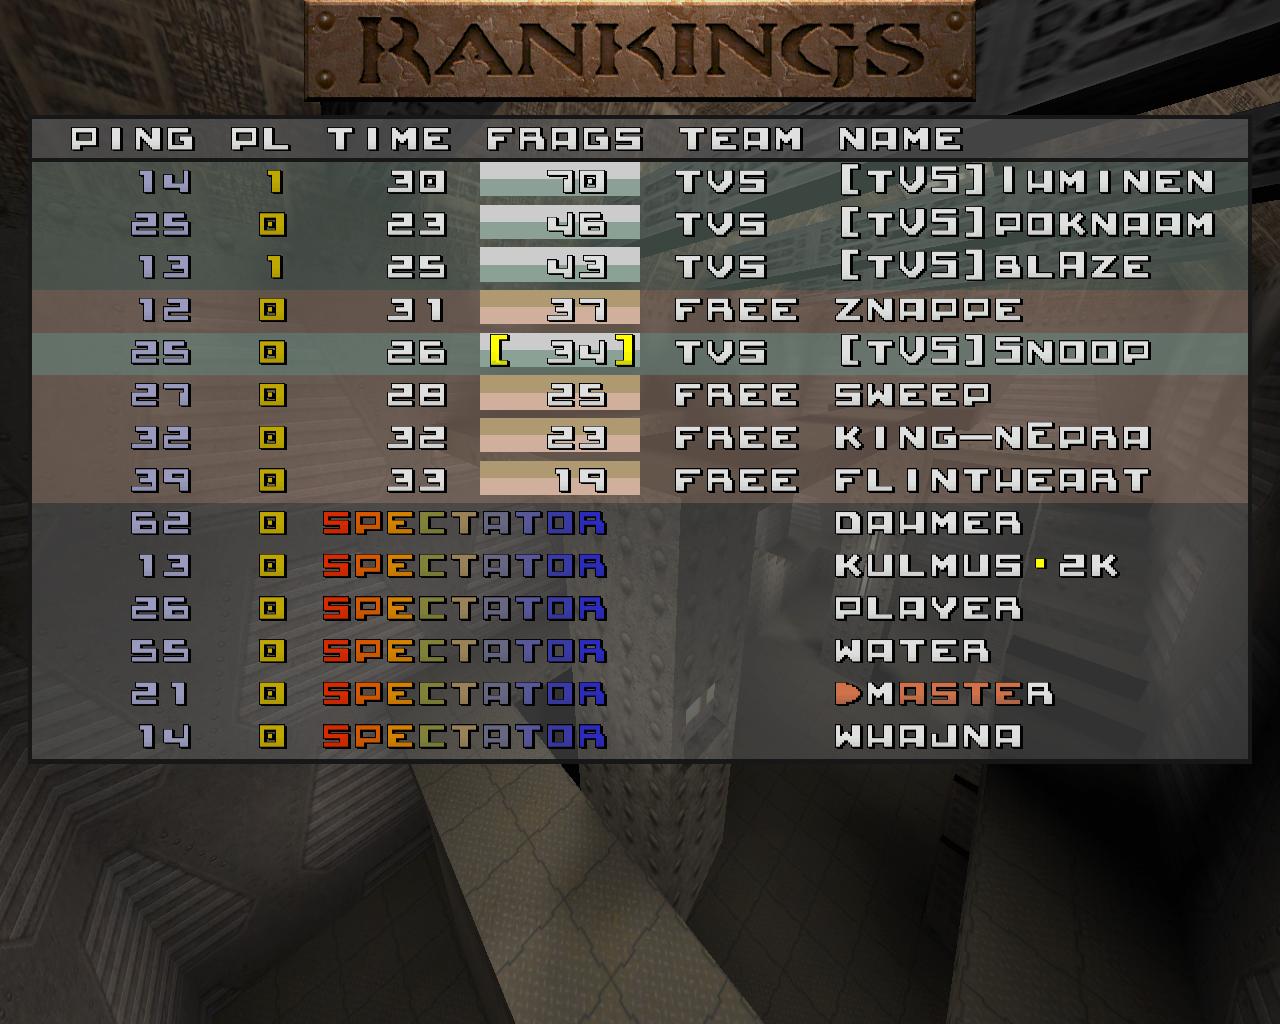 RANKINGS
PING PL TIME FRAGS TEAM NAME
14 1 30 70 TVS [TVS]IHMINEN
25 0 23 46 TVS [TVS]POKNAAM
13 1 25 43 TVS [TVS]BLAZE
12 0 31 37 FREE ZNAPPE
25 0 26 [ 34] TVS [TVS]SNOOP
27 0 28 25 FREE SWEEP
32 0 32 23 FREE KING-NEPRA
39 0 33 19 FREE FLINTHEART
62 0 SPECTATOR DAHMER
13 0 SPECTATOR KULMUS·2K
26 0 SPECTATOR PLAYER
55 0 SPECTATOR WATER
21 0 SPECTATOR MASTER
14 0 SPECTATOR WHAJNA